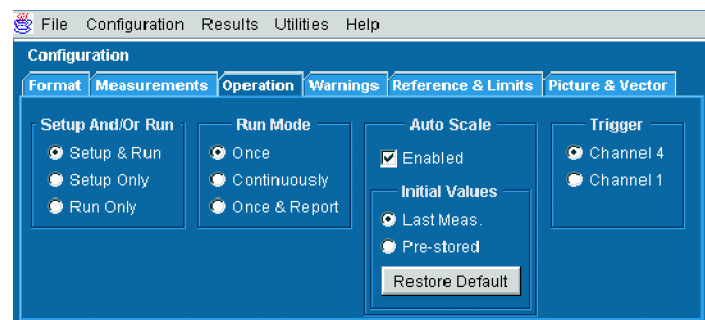 File Configuration Results Utilities Help
Configuration
Format Measurements Operation Warnings Reference & Limits Picture & Vector
Setup And/Or Run
Setup & Run
Setup Only
Run Only
Run Mode
Once
Continuously
Once & Report
Auto Scale
Enabled
Initial Values
Last Meas.
Pre-stored
Restore Default
Trigger
Channel 4
Channel 1